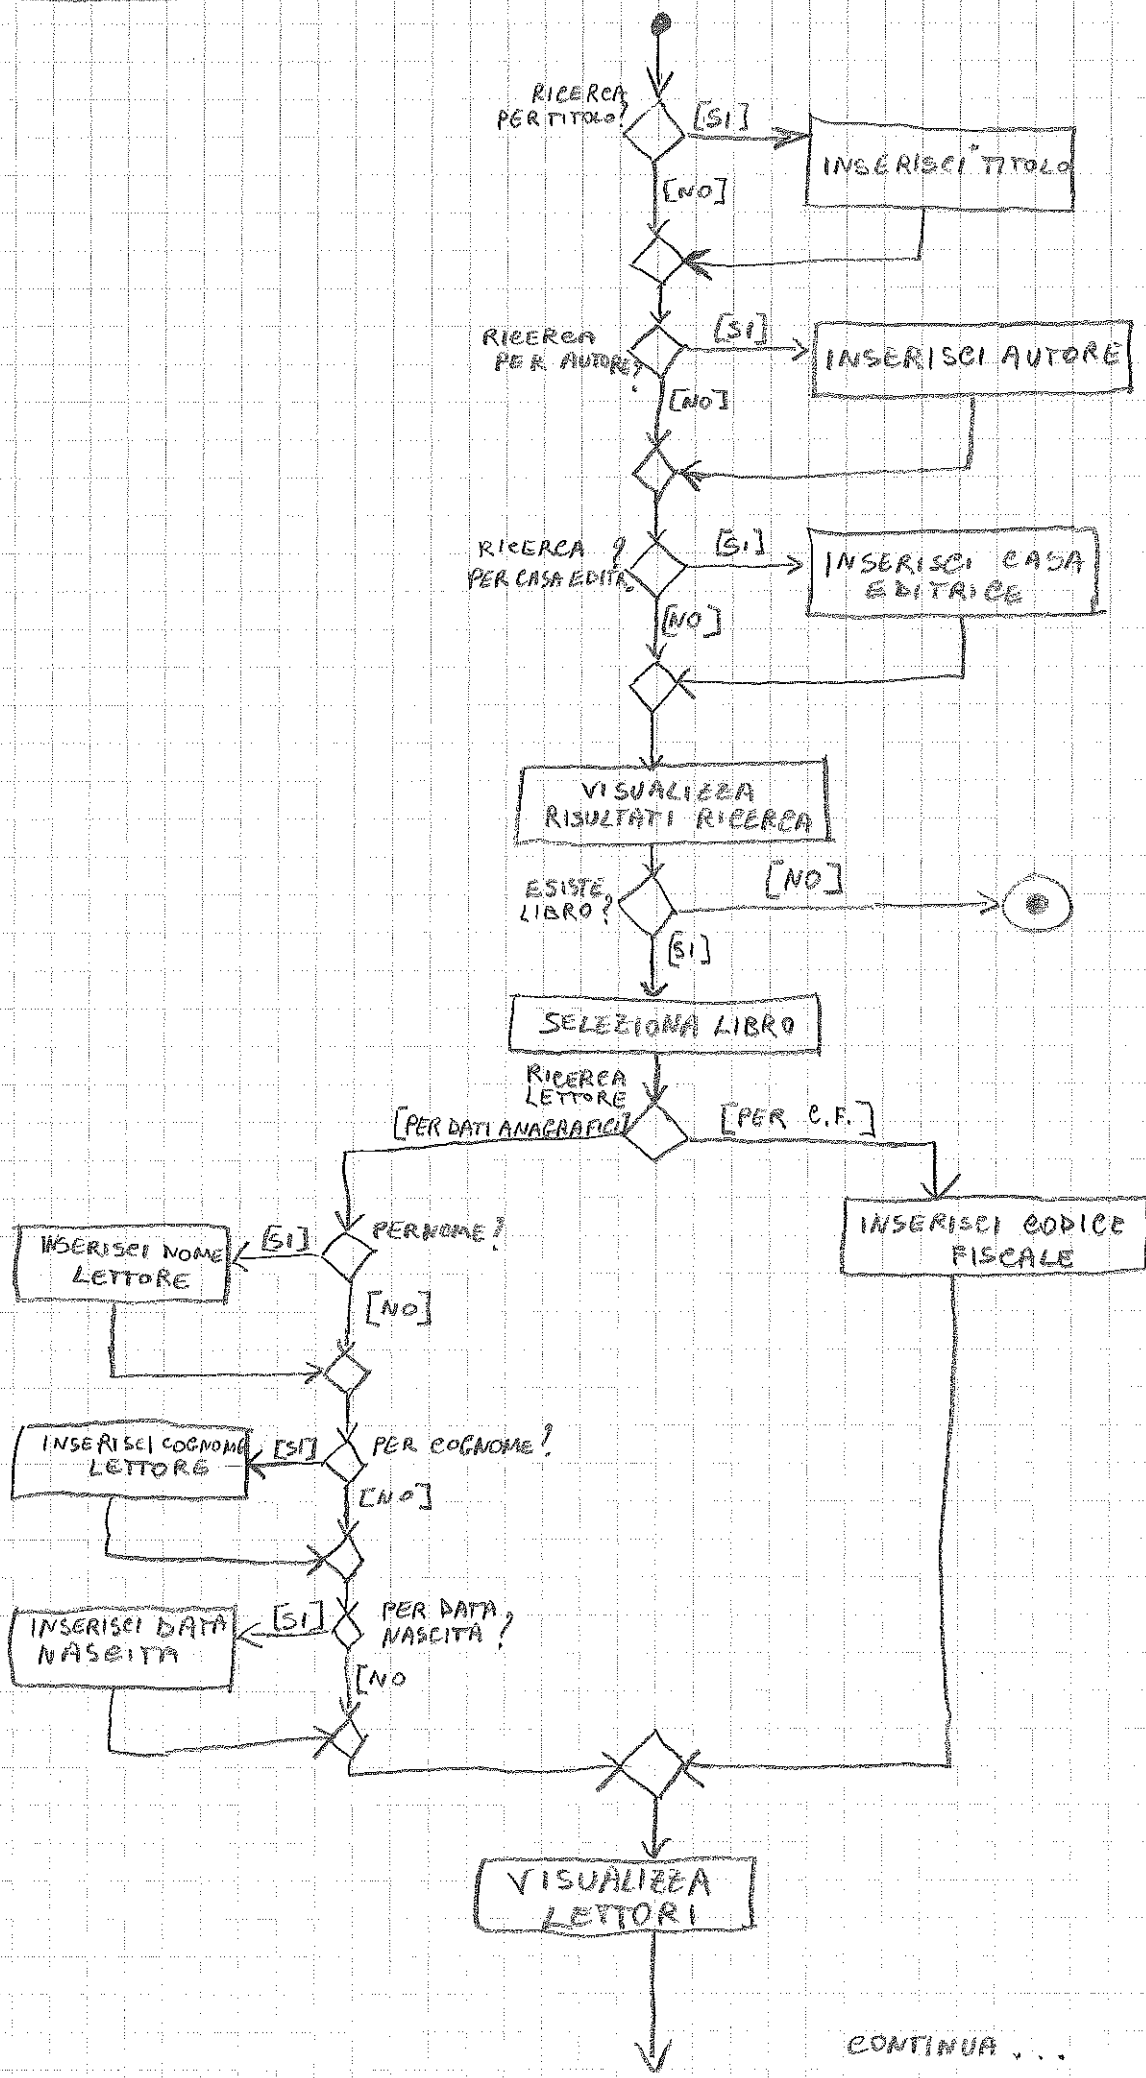 RICERCA
PER TITOLO?
[SI]
INSERISCI TITOLO
[NO]
RICERCA
PER AUTORE?
[SI]
INSERISCI AUTORE
[NO]
RICERCA ?
PER CASA EDITR.
[SI]
INSERISCI CASA
EDITRICE
[NO]
VISUALIZZA
RISULTATI RICERCA
ESISTE
LIBRO?
[NO]
[SI]
SELEZIONA LIBRO
RICERCA
LETTORE
[PER DATI ANAGRAFICI]
[PER C.F.]
INSERISCI CODICE
FISCALE
PER NOME?
[SI]
INSERISCI NOME
LETTORE
[NO]
PER COGNOME?
[SI]
INSERISCI COGNOME
LETTORE
[NO]
PER DATA
NASCITA?
[SI]
INSERISCI DATA
NASCITA
[NO
VISUALIZZA
LETTORI
CONTINUA ...